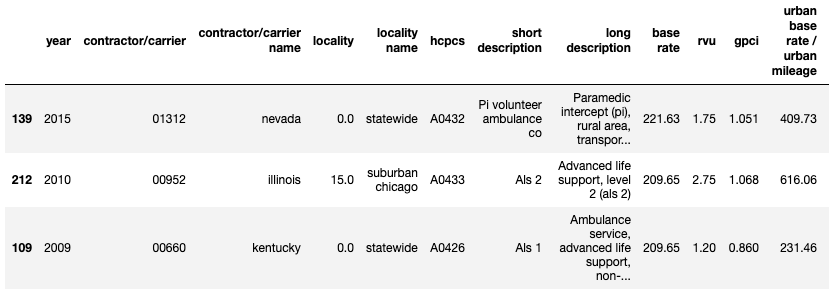 year contractor/carrier contractor/carrier name locality locality name hcpcs short description long description base rate rvu gpci urban base rate / urban mileage
139 2015 01312 nevada 0.0 statewide A0432 Pi volunteer ambulance co Paramedic intercept (pi), rural area, transpor... 221.63 1.75 1.051 409.73
212 2010 00952 illinois 15.0 suburban chicago A0433 Als 2 Advanced life support, level 2 (als 2) 209.65 2.75 1.068 616.06
109 2009 00660 kentucky 0.0 statewide A0426 Als 1 Ambulance service, advanced life support, non-... 209.65 1.20 0.860 231.46